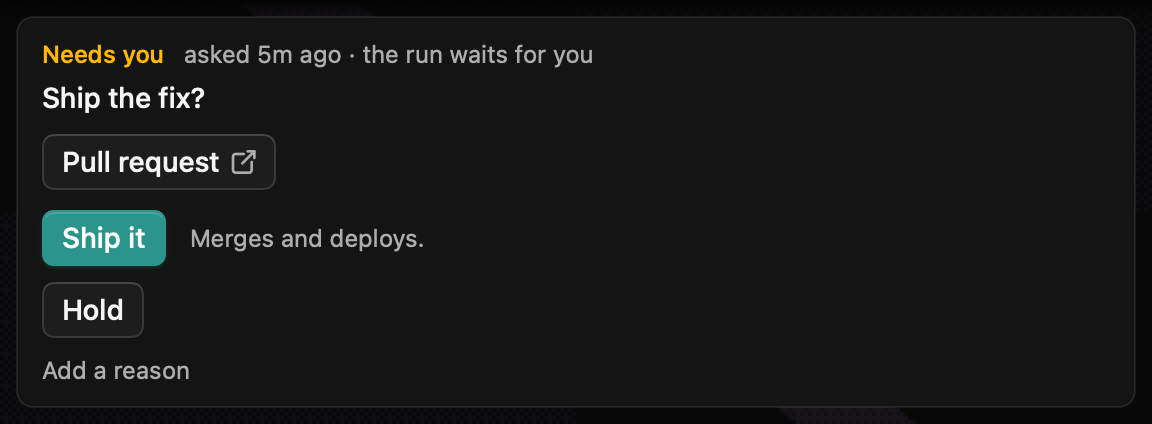 Needs you asked 5m ago · the run waits for you
Ship the fix?
Pull request
Ship it Merges and deploys.
Hold
Add a reason